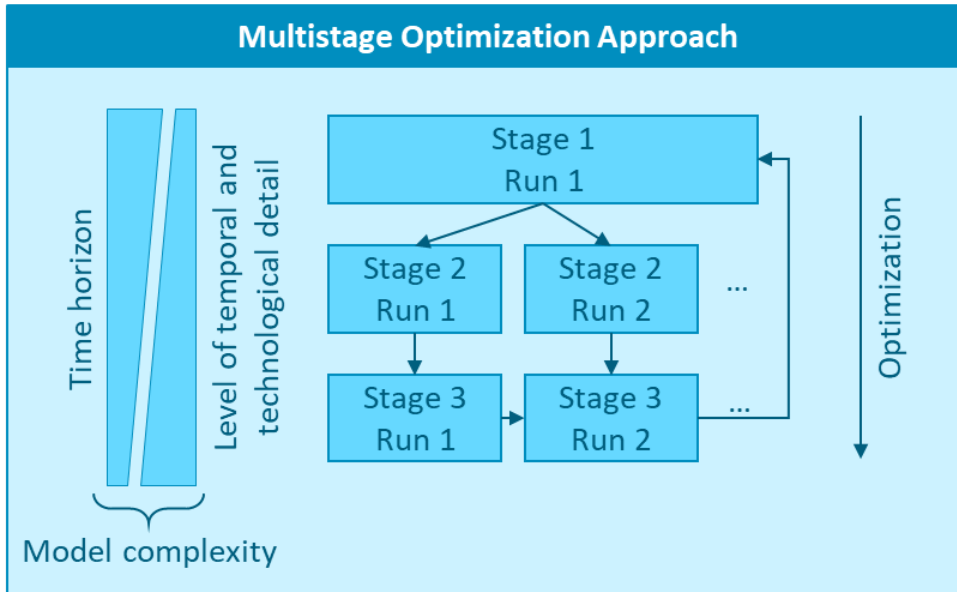 Multistage Optimization Approach
Time horizon
Level of temporal and
technological detail
Model complexity
Stage 1
Run 1
Stage 2
Run 1
Stage 2
Run 2
...
Stage 3
Run 1
Stage 3
Run 2
...
Optimization